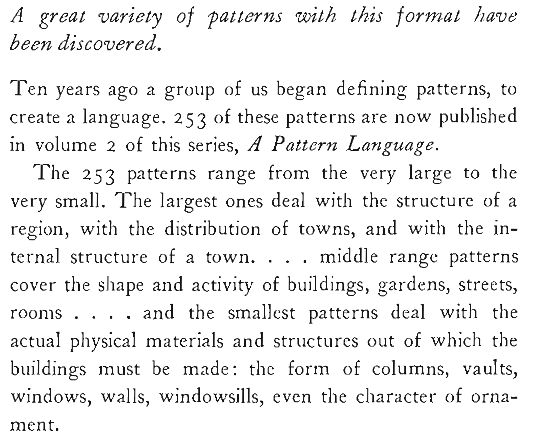 A great variety of patterns with this format have
been discovered.
Ten years ago a group of us began defining patterns, to
create a language. 253 of these patterns are now published
in volume 2 of this series, A Pattern Language.
The 253 patterns range from the very large to the
very small. The largest ones deal with the structure of a
region, with the distribution of towns, and with the in-
ternal structure of a town. . . . middle range patterns
cover the shape and activity of buildings, gardens, streets,
rooms . . . . and the smallest patterns deal with the
actual physical materials and structures out of which the
buildings must be made: the form of columns, vaults,
windows, walls, windowsills, even the character of orna-
ment.